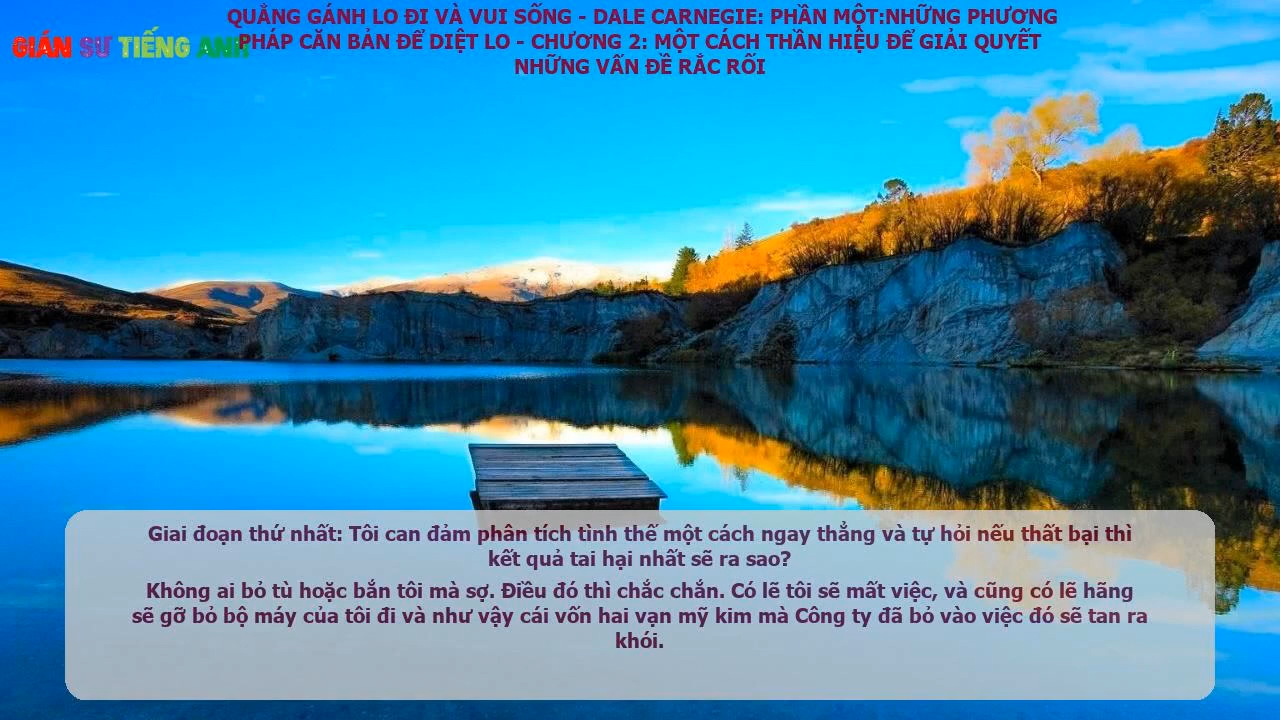 QUẲNG GÁNH LO ĐI VÀ VUI SỐNG - DALE CARNEGIE: PHẦN MỘT:NHỮNG PHƯƠNG
PHÁP CĂN BẢN ĐỂ DIỆT LO - CHƯƠNG 2: MỘT CÁCH THẦN HIỆU ĐỂ GIẢI QUYẾT
NHỮNG VẤN ĐỀ RẮC RỐI
GIÁN SƯ TIẾNG ANH
Giai đoạn thứ nhất: Tôi can đảm phân tích tình thế một cách ngay thẳng và tự hỏi nếu thất bại thì
kết quả tai hại nhất sẽ ra sao?
Không ai bỏ tù hoặc bắn tôi mà sợ. Điều đó thì chắc chắn. Có lẽ tôi sẽ mất việc, và cũng có lẽ hãng
sẽ gỡ bỏ bộ máy của tôi đi và như vậy cái vốn hai vạn mỹ kim mà Công ty đã bỏ vào việc đó sẽ tan ra
khói.